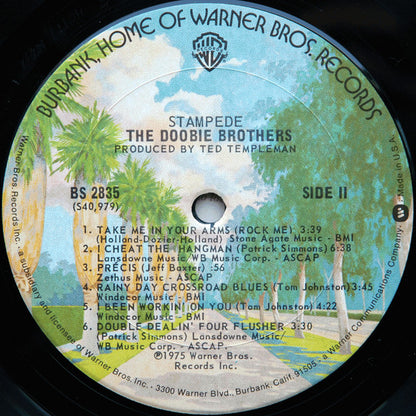 BURBANK, HOME OF WARNER BROS. RECORDS
STAMPEDE
THE DOOBIE BROTHERS
PRODUCED BY TED TEMPLEMAN
BS 2835
(S40,979)
SIDE II
1. TAKE ME IN YOUR ARMS (ROCK ME) 3:39
(Holland-Dozier-Holland) Stone Agate Music - BMI
2. I CHEAT THE HANGMAN (Patrick Simmons) 6:38
Lansdowne Music/WB Music Corp. - ASCAP
3. PRÉCIS (Jeff Baxter) :56
Zethus Music - ASCAP
4. RAINY DAY CROSSROAD BLUES (Tom Johnston) 3:45
Windecor Music - BMI
5. I BEEN WORKIN' ON YOU (Tom Johnston) 4:22
Windecor Music - BMI
6. DOUBLE DEALIN' FOUR FLUSHER 3:30
(Patrick Simmons) Lansdowne Music/
WB Music Corp. - ASCAP
℗1975 Warner Bros.
Records Inc.
Warner Bros. Records Inc., a subsidiary and licensee of Warner Bros. Inc. • 3300 Warner Blvd., Burbank, Calif. 91505 • a Warner Communications Company • Made in U.S.A.